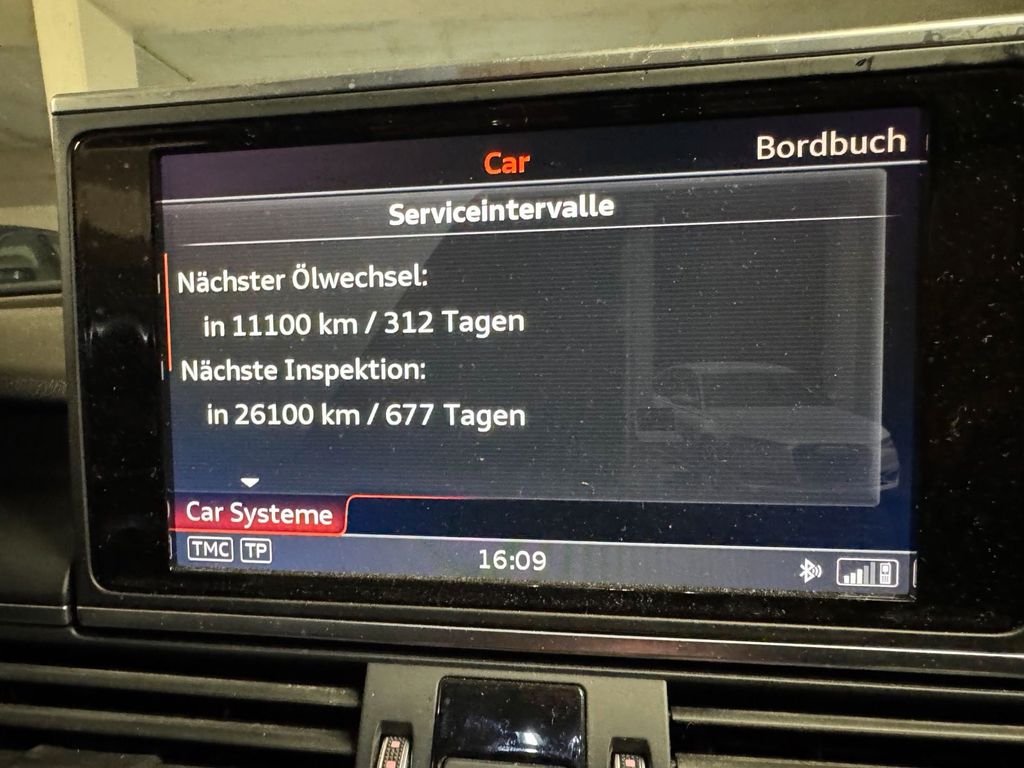 Car
Bordbuch
Serviceintervalle
Nächster Ölwechsel:
in 11100 km / 312 Tagen
Nächste Inspektion:
in 26100 km / 677 Tagen
Car Systeme
TMC TP
16:09